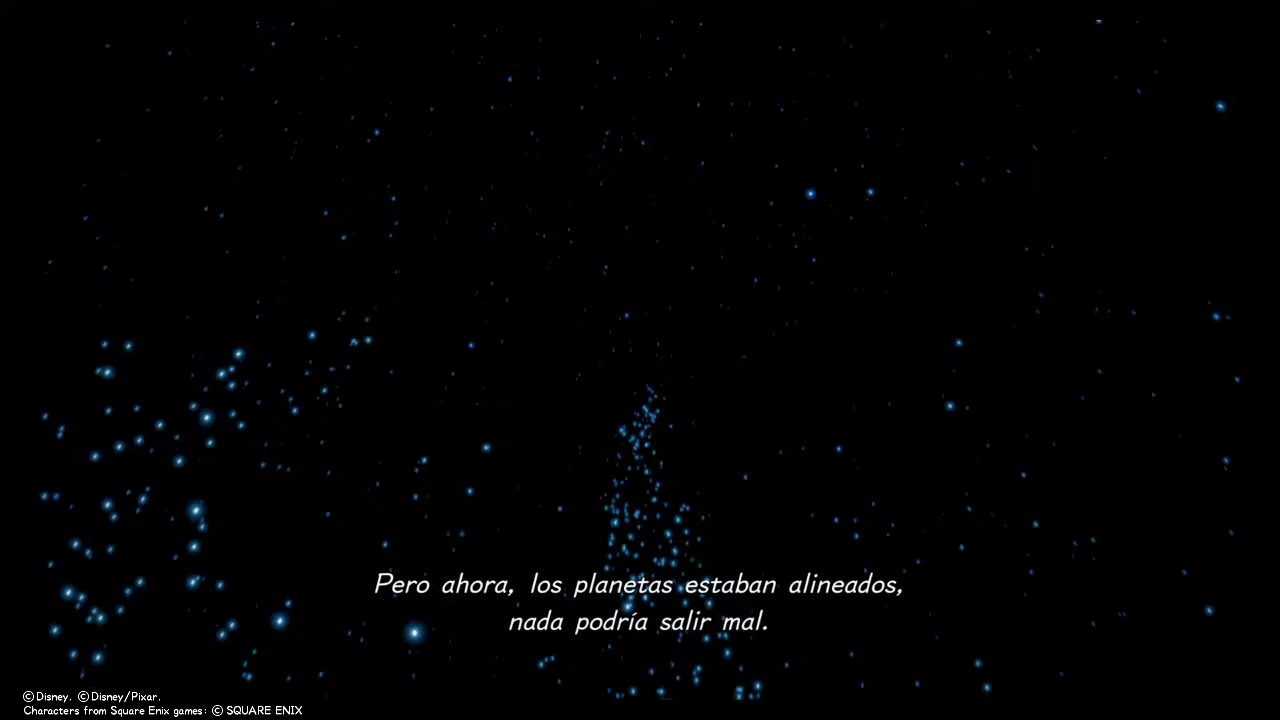 Pero ahora, los planetas estaban alineados,
nada podría salir mal.
©Disney. ©Disney/Pixar.
Characters from Square Enix games: © SQUARE ENIX